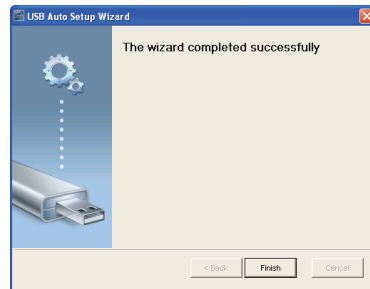 USB Auto Setup Wizard
The wizard completed successfully
< Back
Finish
Cancel